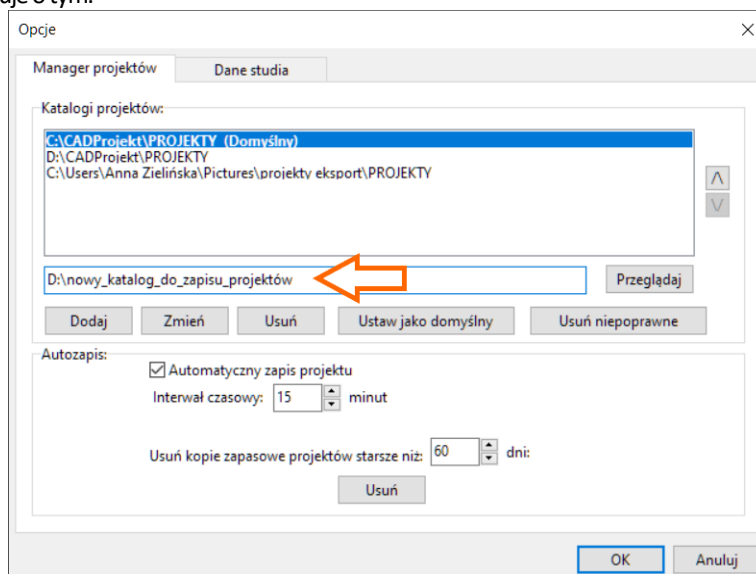 Opcje
Manager projektów
Dane studia
Katalogi projektów:
C:\CADProjekt\PROJEKTY (Domyślny)
D:\CADProjekt\PROJEKTY
C:\Users\Anna Zielińska\Pictures\projekty eksport\PROJEKTY
D:\nowy_katalog_do_zapisu_projektów
Przeglądaj
Dodaj Zmień Usuń Ustaw jako domyślny Usuń niepoprawne
Autozapis:
Automatyczny zapis projektu
Interwał czasowy: 15 minut
Usuń kopie zapasowe projektów starsze niż: 60 dni:
Usuń
OK Anuluj